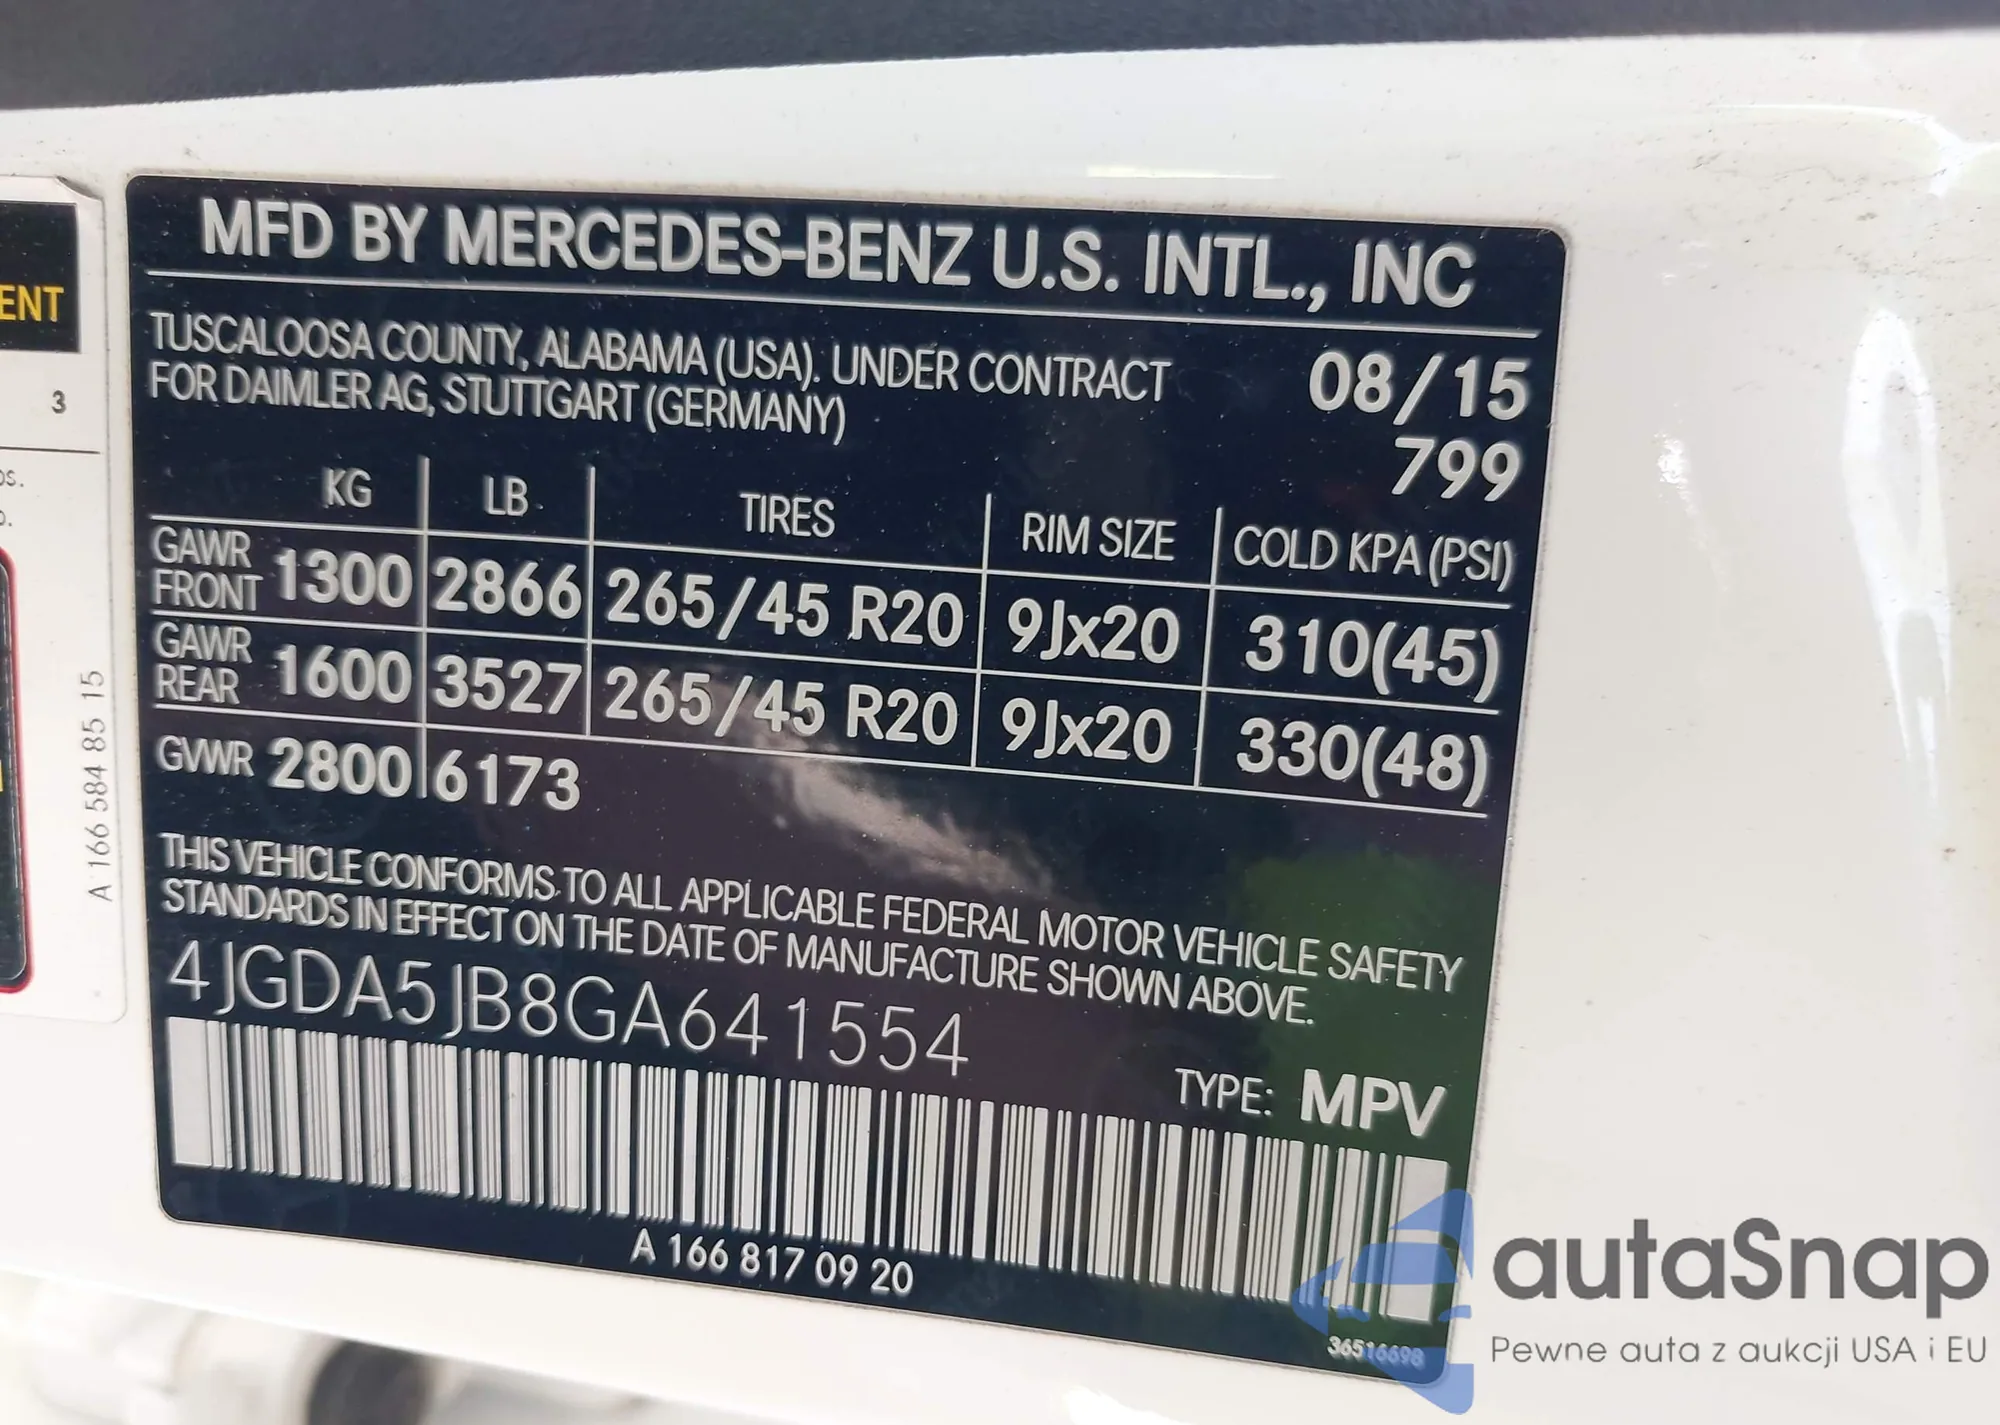 MFD BY MERCEDES-BENZ U.S. INTL., INC
TUSCALOOSA COUNTY, ALABAMA (USA). UNDER CONTRACT
FOR DAIMLER AG, STUTTGART (GERMANY)
08/15
799
KG LB TIRES RIM SIZE COLD KPA (PSI)
GAWR FRONT 1300 2866 265/45 R20 9Jx20 310(45)
GAWR REAR 1600 3527 265/45 R20 9Jx20 330(48)
GVWR 2800 6173
THIS VEHICLE CONFORMS TO ALL APPLICABLE FEDERAL MOTOR VEHICLE SAFETY
STANDARDS IN EFFECT ON THE DATE OF MANUFACTURE SHOWN ABOVE.
4JGDA5JB8GA641554
TYPE: MPV
A 166 817 09 20
36516698
ENT
3
A 166 584 85 15
autaSnap
Pewne auta z aukcji USA i EU